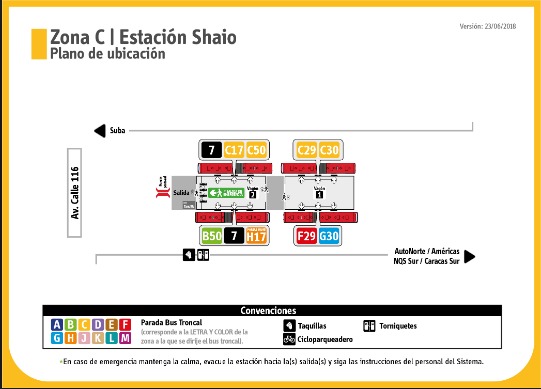 Versión: 23/06/2018
Zona C | Estación Shaio
Plano de ubicación
Suba
7 C17 C50 C29 C30
Av. Calle 116
Salida
Vagón
2
Vagón
1
B50 7 H17 F29 G30
AutoNorte / Américas
NQS Sur / Caracas Sur
Convenciones
A B C D E F
G H J K L M
Parada Bus Troncal
(corresponde a la LETRA Y COLOR de la
zona a la que se dirije el bus troncal).
Taquillas
Torniquetes
Cicloparqueadero
•En caso de emergencia mantenga la calma, evacue la estación hacia la(s) salida(s) y siga las instrucciones del personal del Sistema.